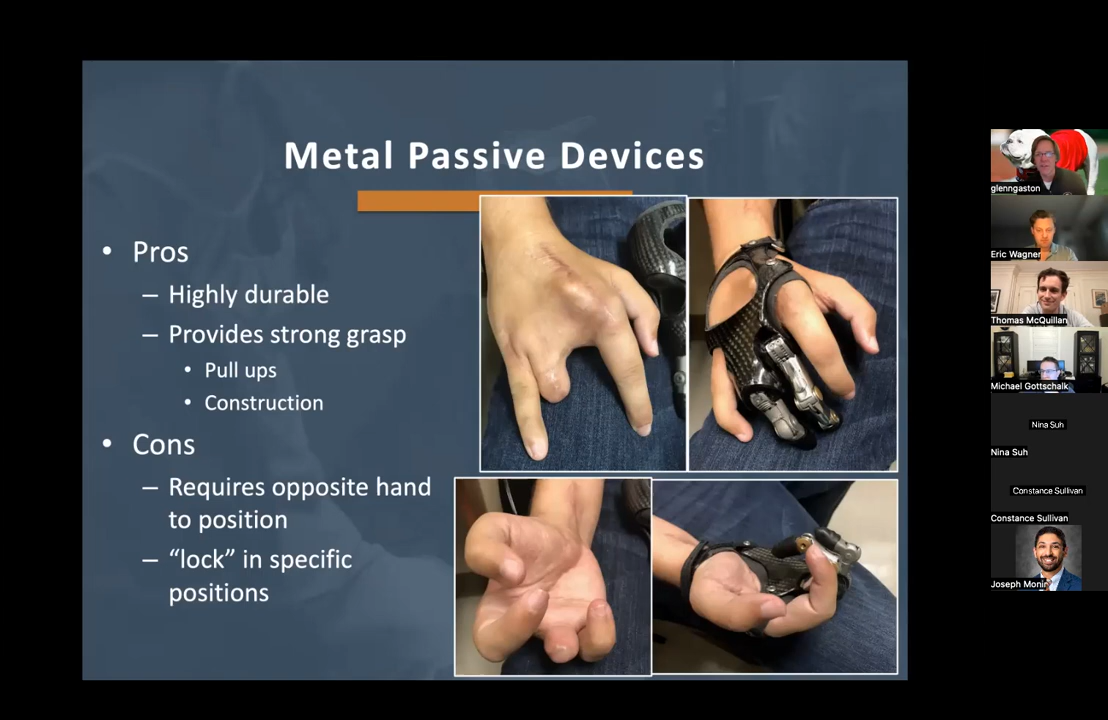 Metal Passive Devices
• Pros
– Highly durable
– Provides strong grasp
• Pull ups
• Construction
• Cons
– Requires opposite hand
to position
– “lock” in specific
positions
glenngaston
Eric Wagner
Thomas McQuillan
Michael Gottschalk
Nina Suh
Nina Suh
Constance Sullivan
Constance Sullivan
Joseph Monir